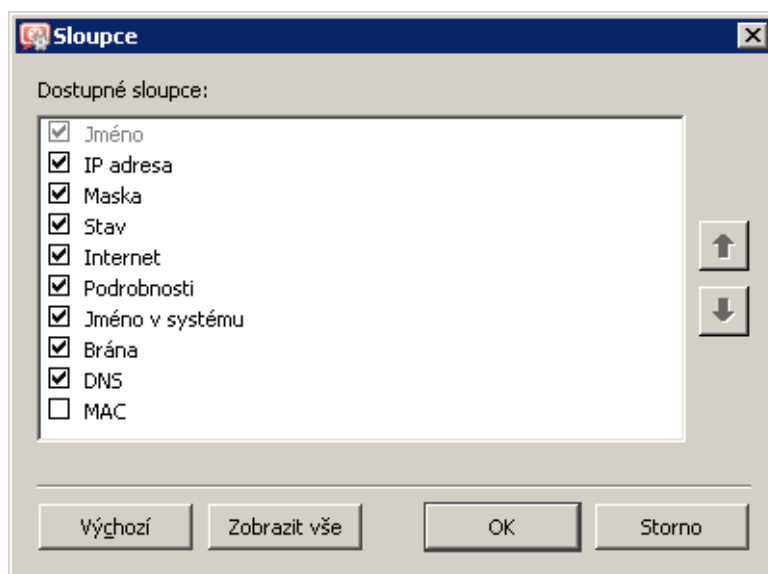 Sloupce
Dostupné sloupce:
Jméno
IP adresa
Maska
Stav
Internet
Podrobnosti
Jméno v systému
Brána
DNS
MAC
Výchozí Zobrazit vše OK Storno